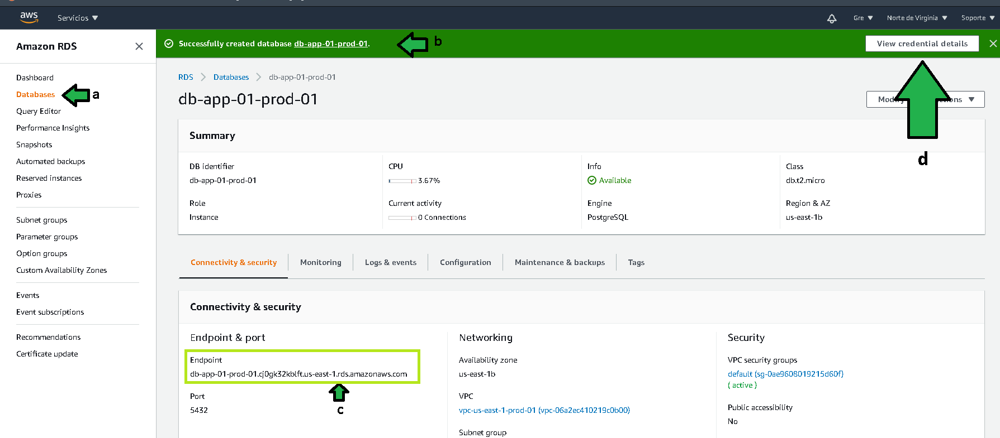 aws Servicios Gre Norte de Virginia Soporte
Amazon RDS
Successfully created database db-app-01-prod-01. b View credential details
Dashboard
Databases a
Query Editor
Performance Insights
Snapshots
Automated backups
Reserved instances
Proxies
Subnet groups
Parameter groups
Option groups
Custom Availability Zones
Events
Event subscriptions
Recommendations
Certificate update
RDS Databases db-app-01-prod-01
db-app-01-prod-01
d
Summary
DB identifier
db-app-01-prod-01
CPU
3.67%
Info
Available
Class
db.t2.micro
Role
Instance
Current activity
0 Connections
Engine
PostgreSQL
Region & AZ
us-east-1b
Connectivity & security Monitoring Logs & events Configuration Maintenance & backups Tags
Connectivity & security
Endpoint & port
Endpoint
db-app-01-prod-01.cj0gk32kblft.us-east-1.rds.amazonaws.com
c
Port
5432
Networking
Availability zone
us-east-1b
VPC
vpc-us-east-1-prod-01 (vpc-06a2ec410219c0b00)
Subnet group
Security
VPC security groups
default (sg-0ae9608019215d60f)
( active )
Public accessibility
No